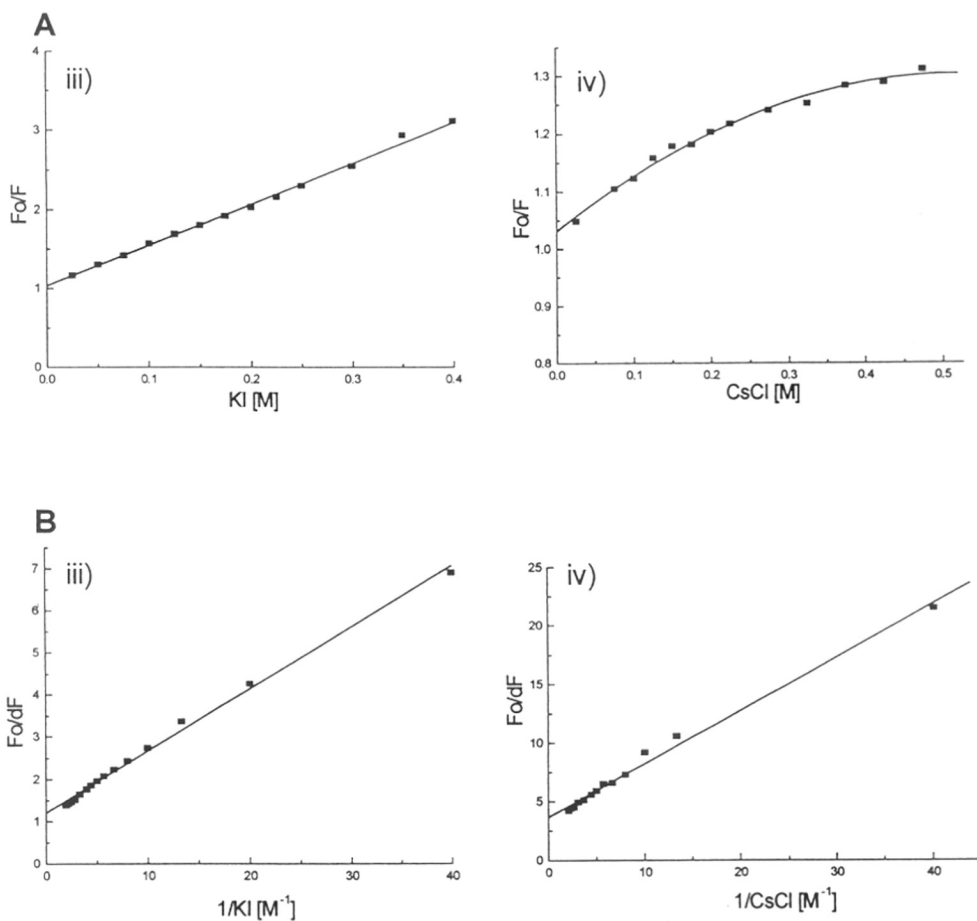 A
iii)
4
3
2
1
0
Fo/F
0.0 0.1 0.2 0.3 0.4
KI [M]
iv)
1.3
1.2
1.1
1.0
0.9
0.8
Fo/F
0.0 0.1 0.2 0.3 0.4 0.5
CsCl [M]
B
iii)
7
6
5
4
3
2
1
0
Fo/dF
0 10 20 30 40
1/KI [M⁻¹]
iv)
25
20
15
10
5
0
Fo/dF
0 10 20 30 40
1/CsCl [M⁻¹]